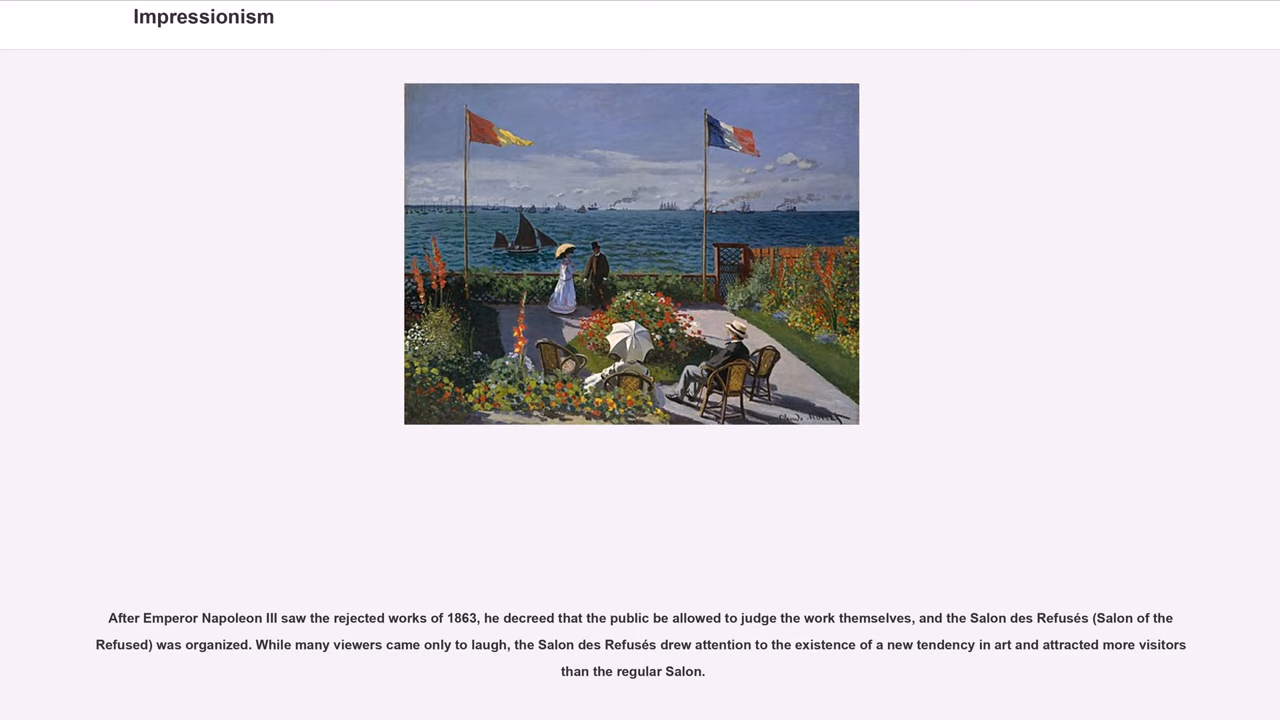 Impressionism
After Emperor Napoleon III saw the rejected works of 1863, he decreed that the public be allowed to judge the work themselves, and the Salon des Refusés (Salon of the
Refused) was organized. While many viewers came only to laugh, the Salon des Refusés drew attention to the existence of a new tendency in art and attracted more visitors
than the regular Salon.